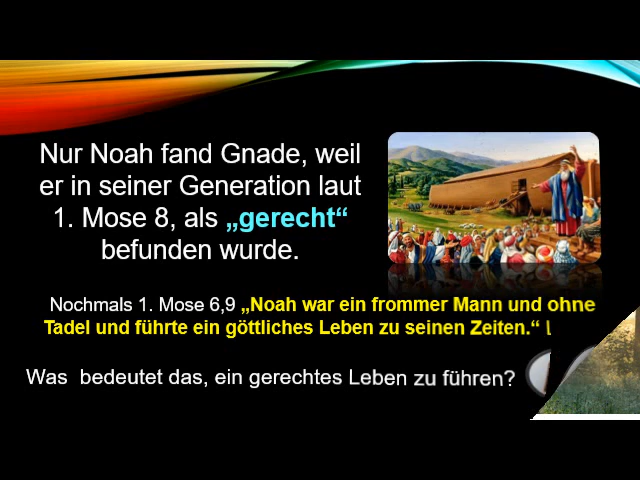 Nur Noah fand Gnade, weil
er in seiner Generation laut
1. Mose 8, als „gerecht“
befunden wurde.
Nochmals 1. Mose 6,9 „Noah war ein frommer Mann und ohne
Tadel und führte ein göttliches Leben zu seinen Zeiten.“
Was bedeutet das, ein gerechtes Leben zu führen?